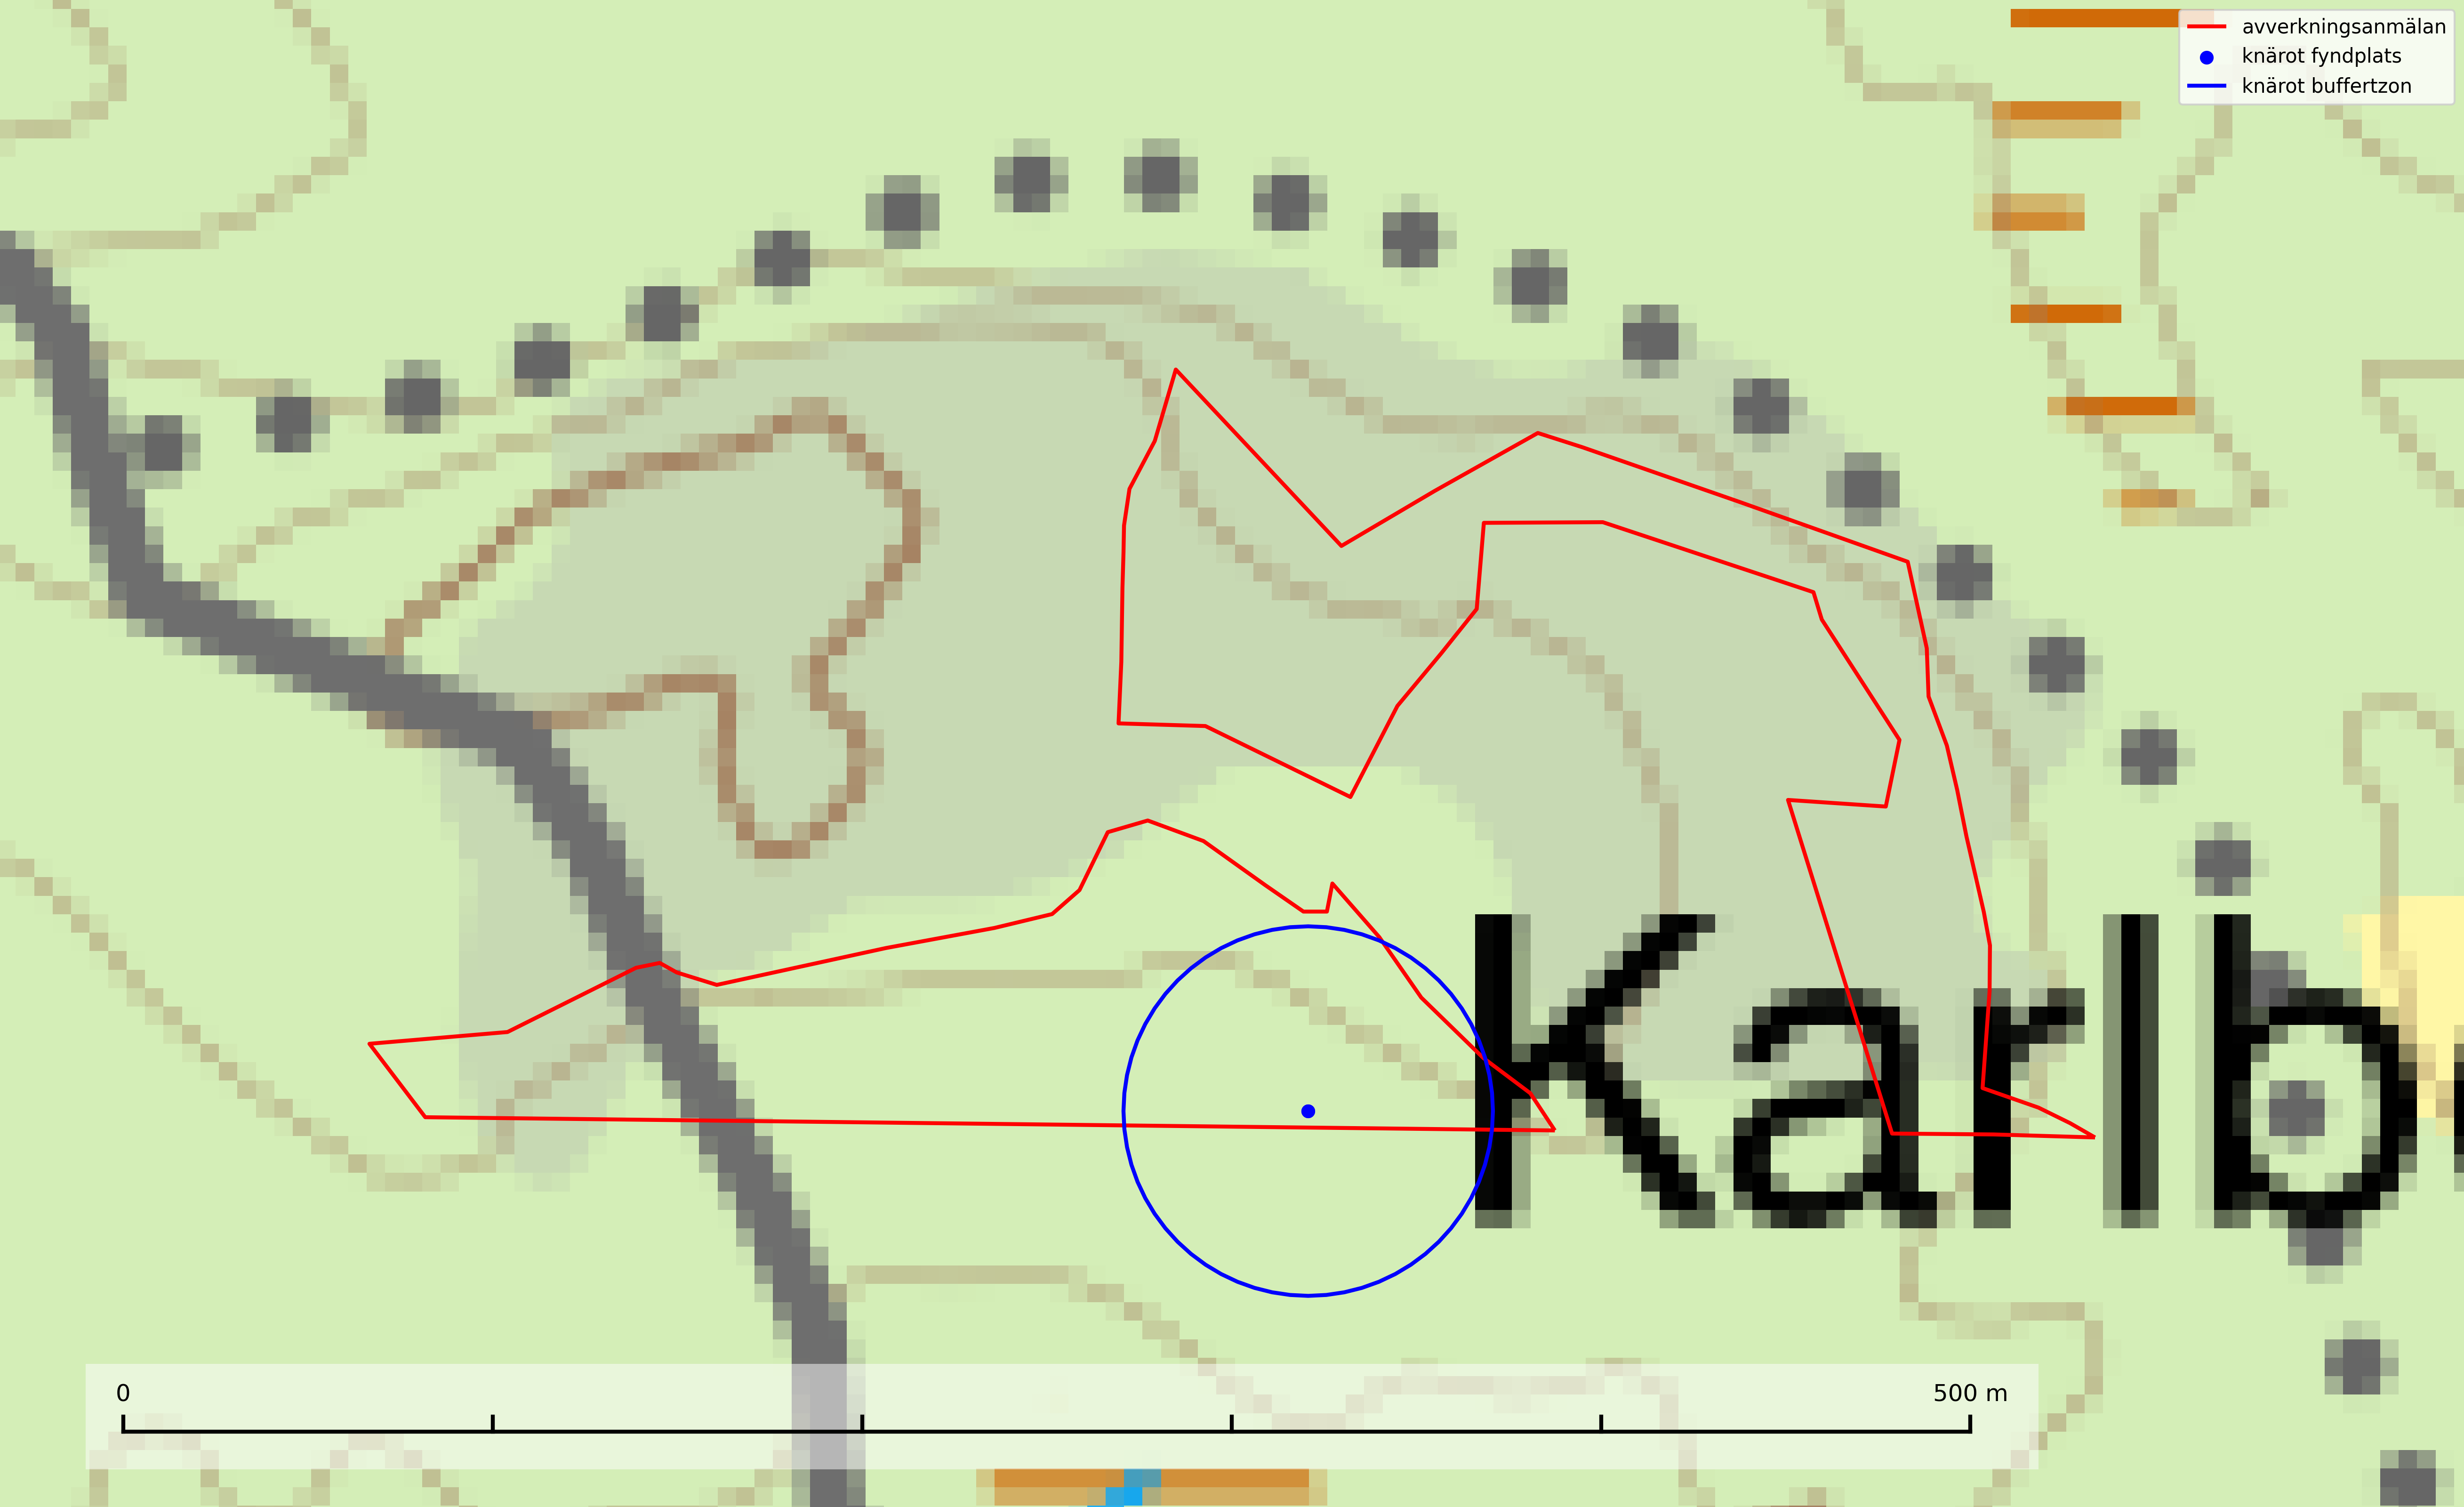 avverkningsanmälan
knärot fyndplats
knärot buffertzon
Karlb
0 500 m